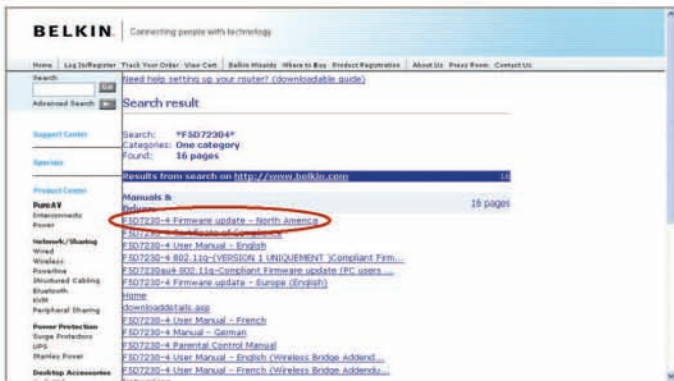 BELKIN. Connecting people with technology
Home Log In/Register Track Your Order View Cart Belkin Wizards Where to Buy Product Registration About Us Press Room Contact Us
Search
Advanced Search
Support Center
Specials
Product Center
PureAV
Interconnects
Power
Network/Sharing
Wired
Wireless
Powerline
Structured Cabling
Bluetooth
KVM
Peripheral Sharing
Power Protection
Surge Protectors
UPS
Stanley Power
Desktop Accessories
Need help setting up your router? (downloadable guide)
Search result
Search: *F5D72304*
Categories: One category
Found: 16 pages
Results from search on http://www.belkin.com 16
Manuals &
Drivers 16 pages
F5D7230-4 Firmware update - North America
F5D7230-4 Certificate of Compliance
F5D7230-4 User Manual - English
F5D7230-4 802.11g-(VERSION 1 UNIQUEMENT )Compliant Firm...
F5D7230au4 802.11g-Compliant Firmware update (PC users ...
F5D7230-4 Firmware update - Europe (English)
Home
downloaddetails.asp
F5D7230-4 User Manual - French
F5D7230-4 Manual - German
F5D7230-4 Parental Control Manual
F5D7230-4 User Manual - English (Wireless Bridge Addend...
F5D7230-4 User Manual - French (Wireless Bridge Addendu...